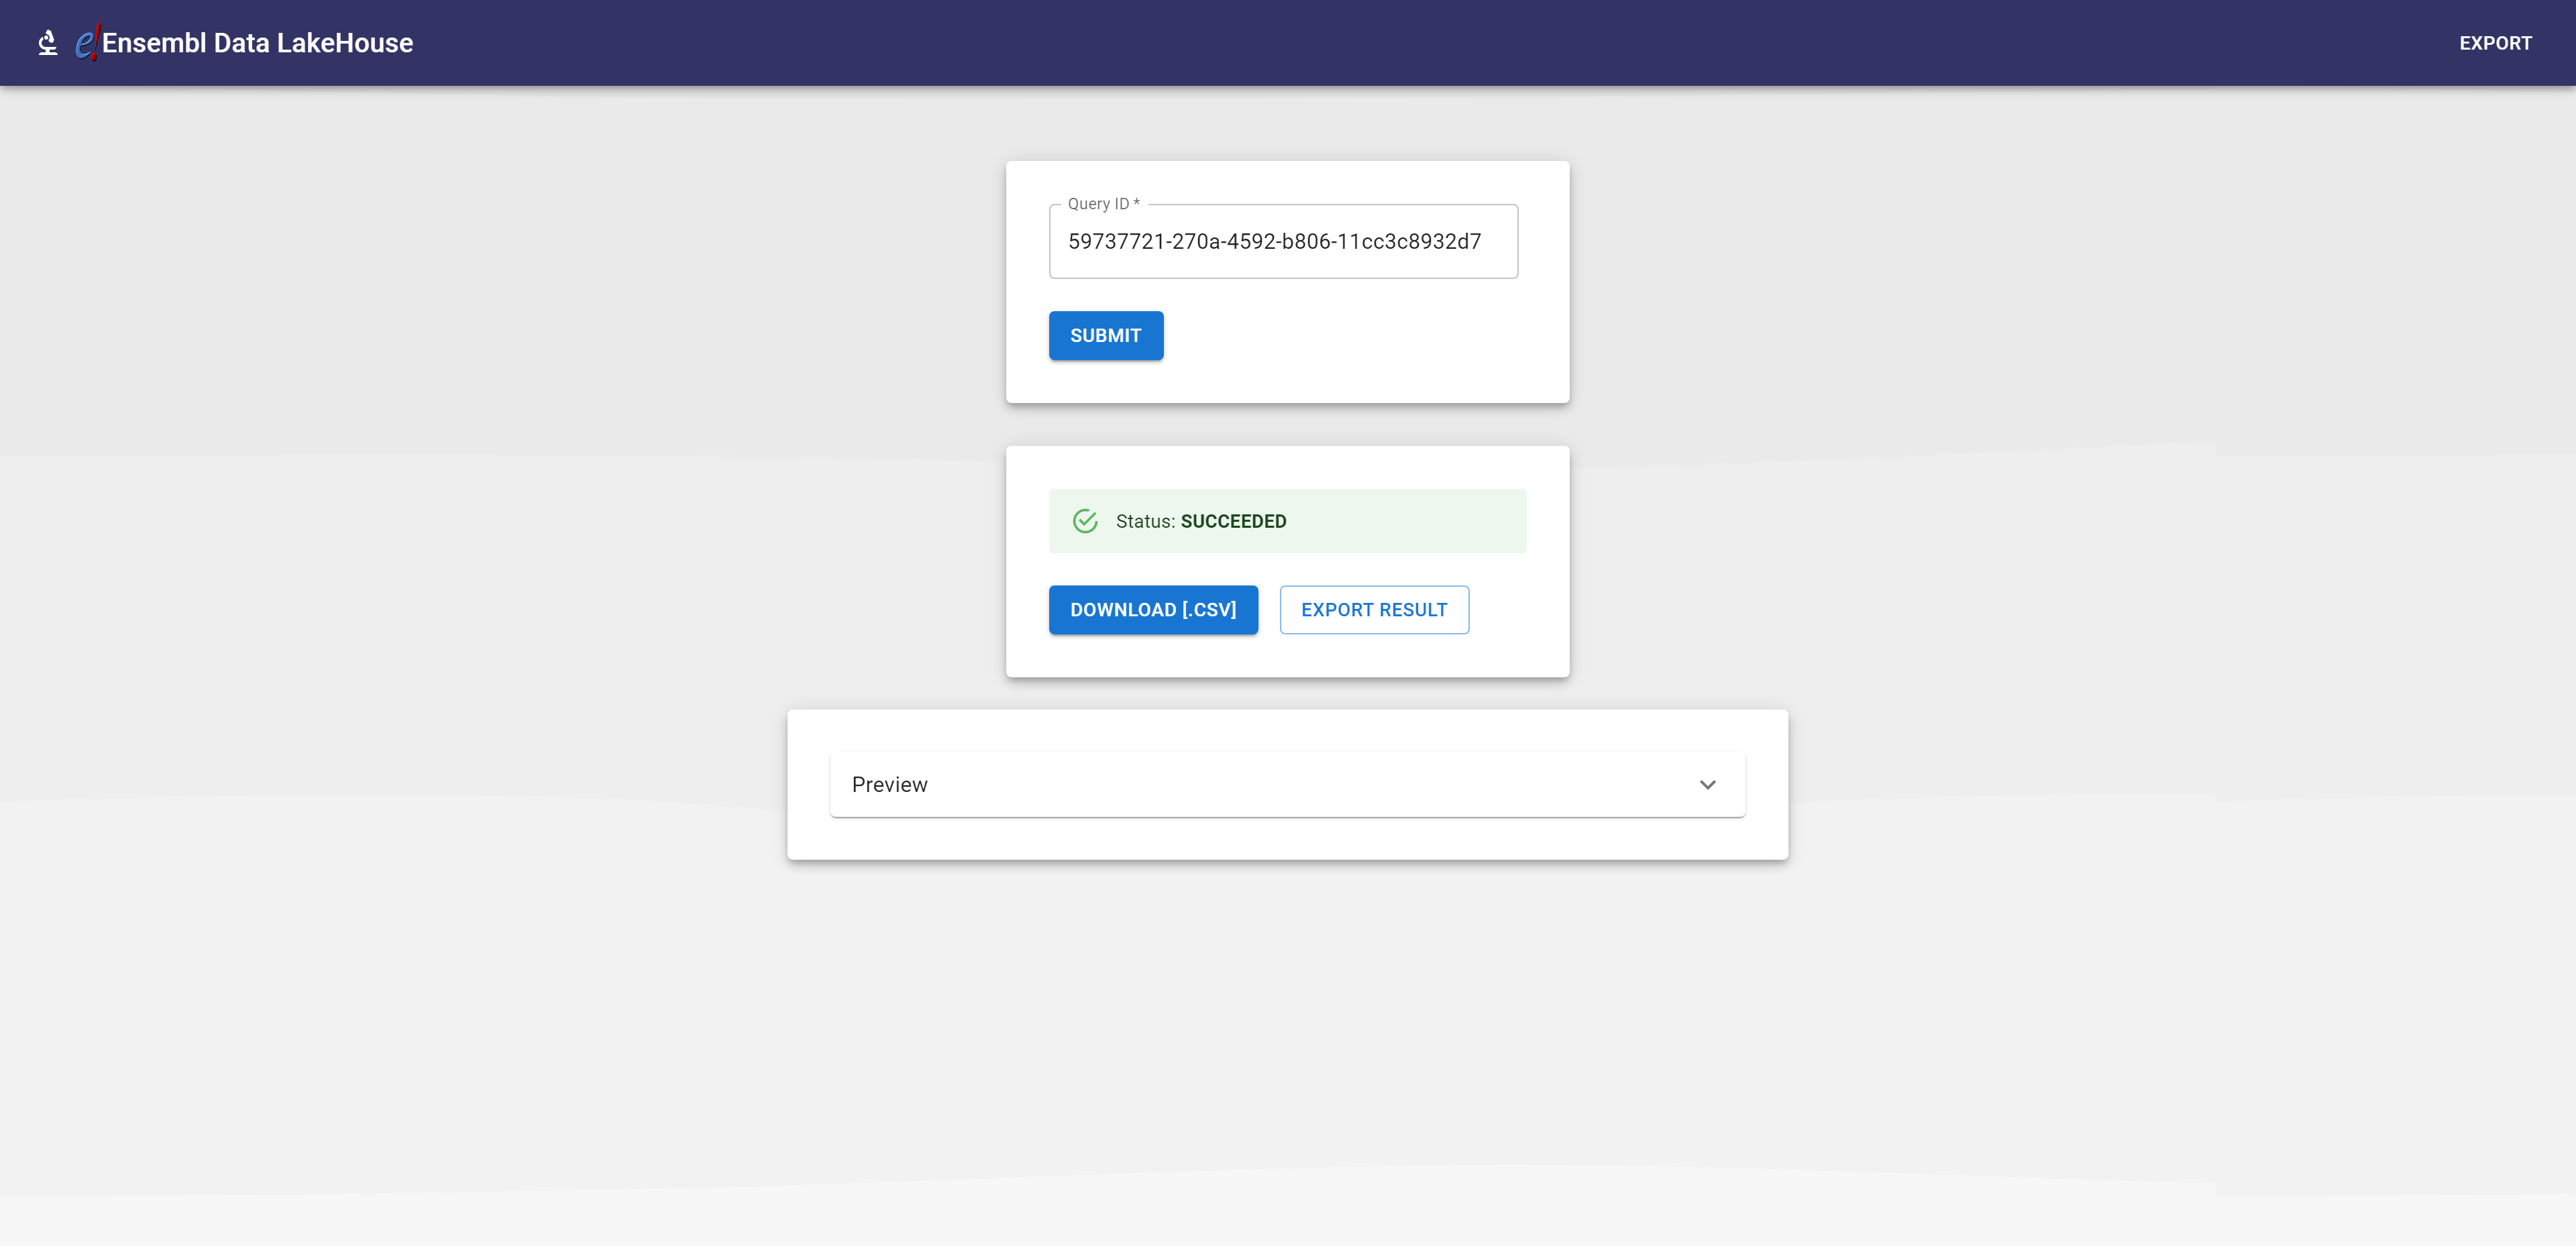 e! Ensembl Data LakeHouse
EXPORT
Query ID *
59737721-270a-4592-b806-11cc3c8932d7
SUBMIT
Status: SUCCEEDED
DOWNLOAD [.CSV]
EXPORT RESULT
Preview